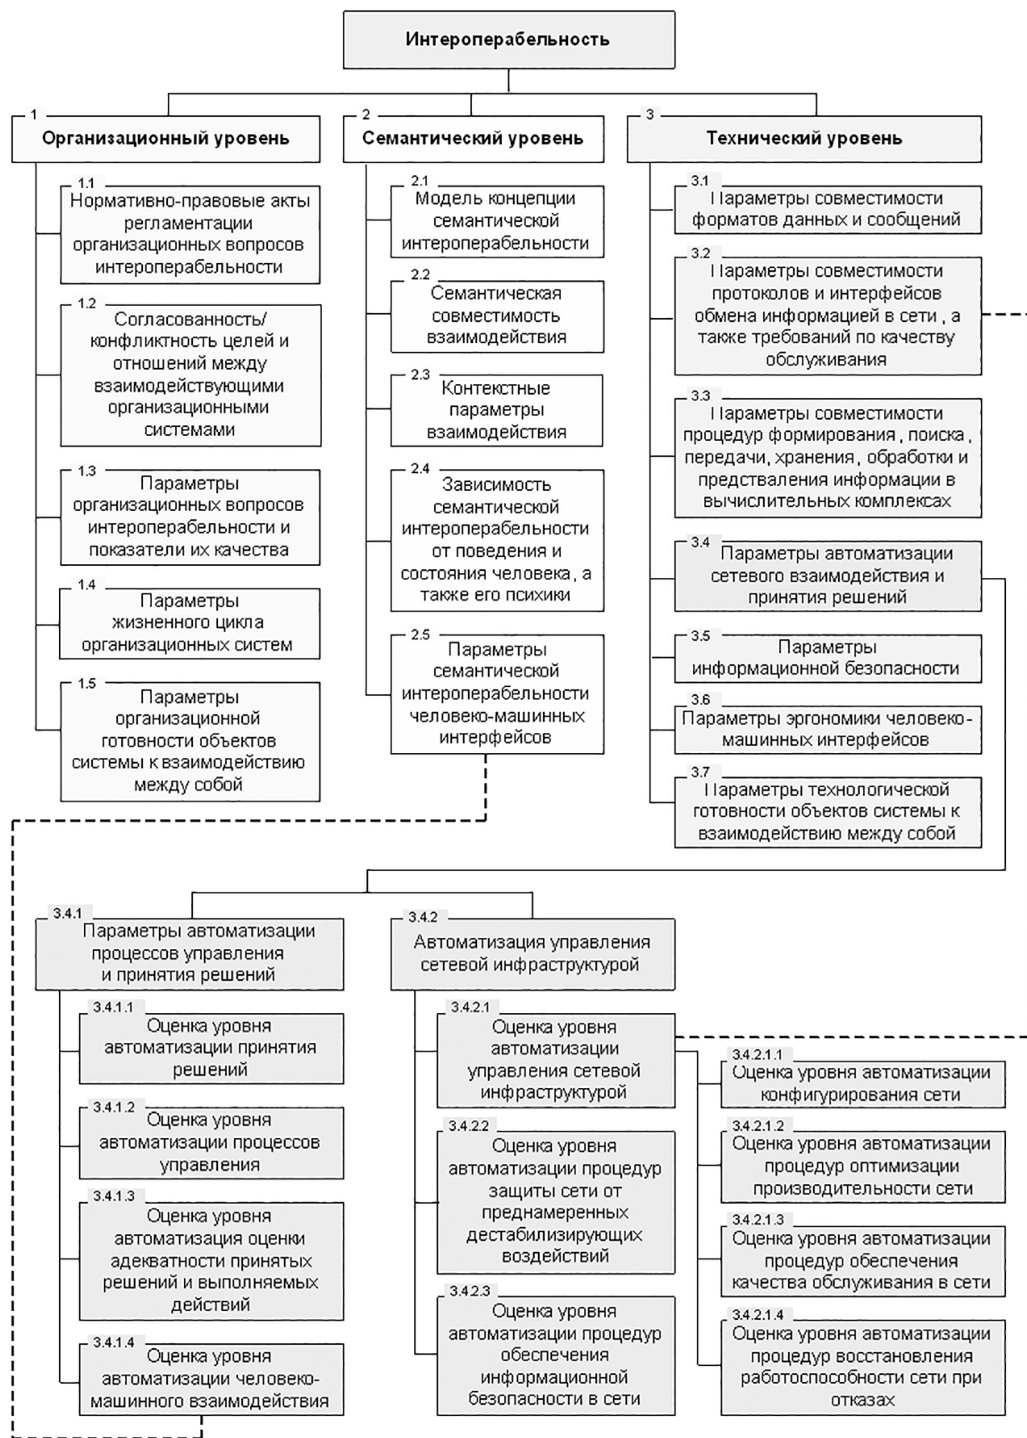 Интероперабельность
1
Организационный уровень
1.1
Нормативно-правовые акты
регламентации
организационных вопросов
интероперабельности
1.2
Согласованность/
конфликтность целей и
отношений между
взаимодействующими
организационными
системами
1.3
Параметры
организационных вопросов
интероперабельности и
показатели их качества
1.4
Параметры
жизненного цикла
организационных систем
1.5
Параметры
организационной
готовности объектов
системы к взаимодействию
между собой
2
Семантический уровень
2.1
Модель концепции
семантической
интероперабельности
2.2
Семантическая
совместимость
взаимодействия
2.3
Контекстные
параметры
взаимодействия
2.4
Зависимость
семантической
интероперабельности
от поведения и
состояния человека, а
также его психики
2.5
Параметры
семантической
интероперабельности
человеко-машинных
интерфейсов
3
Технический уровень
3.1
Параметры совместимости
форматов данных и сообщений
3.2
Параметры совместимости
протоколов и интерфейсов
обмена информацией в сети, а
также требований по качеству
обслуживания
3.3
Параметры совместимости
процедур формирования, поиска,
передачи, хранения, обработки и
предстваления информации в
вычислительных комплексах
3.4
Параметры автоматизации
сетевого взаимодействия и
принятия решений
3.5
Параметры
информационной безопасности
3.6
Параметры эргономики человеко-
машинных интерфейсов
3.7
Параметры технологической
готовности объектов системы к
взаимодействию между собой
3.4.1
Параметры автоматизации
процессов управления
и принятия решений
3.4.1.1
Оценка уровня
автоматизации принятия
решений
3.4.1.2
Оценка уровня
автоматизации процессов
управления
3.4.1.3
Оценка уровня
автоматизация оценки
адекватности принятых
решений и выполняемых
действий
3.4.1.4
Оценка уровня
автоматизации человеко-
машинного взаимодействия
3.4.2
Автоматизация управления
сетевой инфраструктурой
3.4.2.1
Оценка уровня
автоматизации
управления сетевой
инфраструктурой
3.4.2.2
Оценка уровня
автоматизации процедур
защиты сети от
преднамеренных
дестабилизирующих
воздействий
3.4.2.3
Оценка уровня
автоматизации процедур
обеспечения
информационной
безопасности в сети
3.4.2.1.1
Оценка уровня автоматизации
конфигурирования сети
3.4.2.1.2
Оценка уровня автоматизации
процедур оптимизации
производительности сети
3.4.2.1.3
Оценка уровня автоматизации
процедур обеспечения
качества обслуживания в сети
3.4.2.1.4
Оценка уровня автоматизации
процедур восстановления
работоспособности сети при
отказах